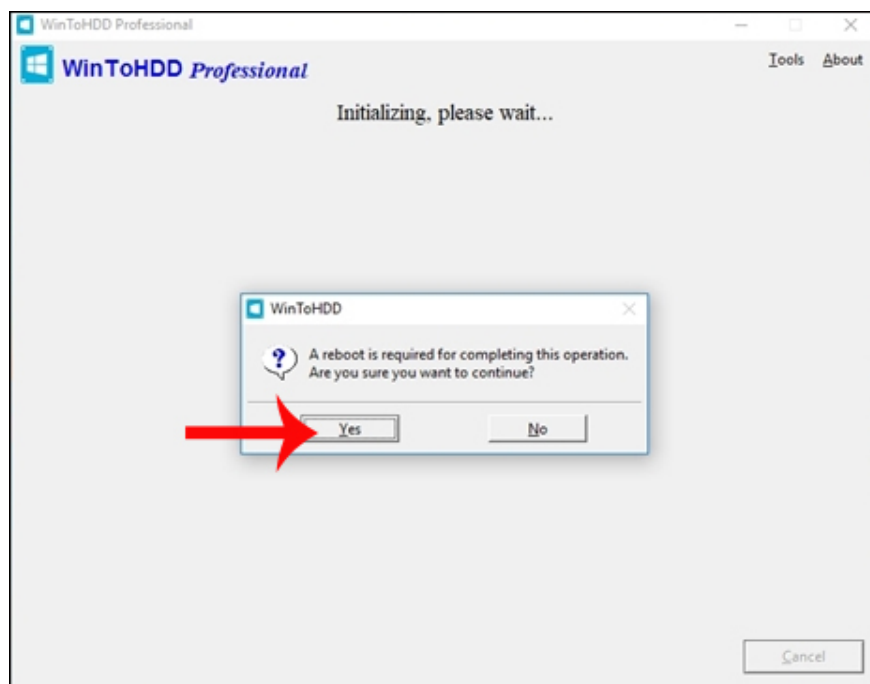 WinToHDD Professional
WinToHDD Professional
Tools About
Initializing, please wait...
WinToHDD
A reboot is required for completing this operation.
Are you sure you want to continue?
Yes No
Cancel